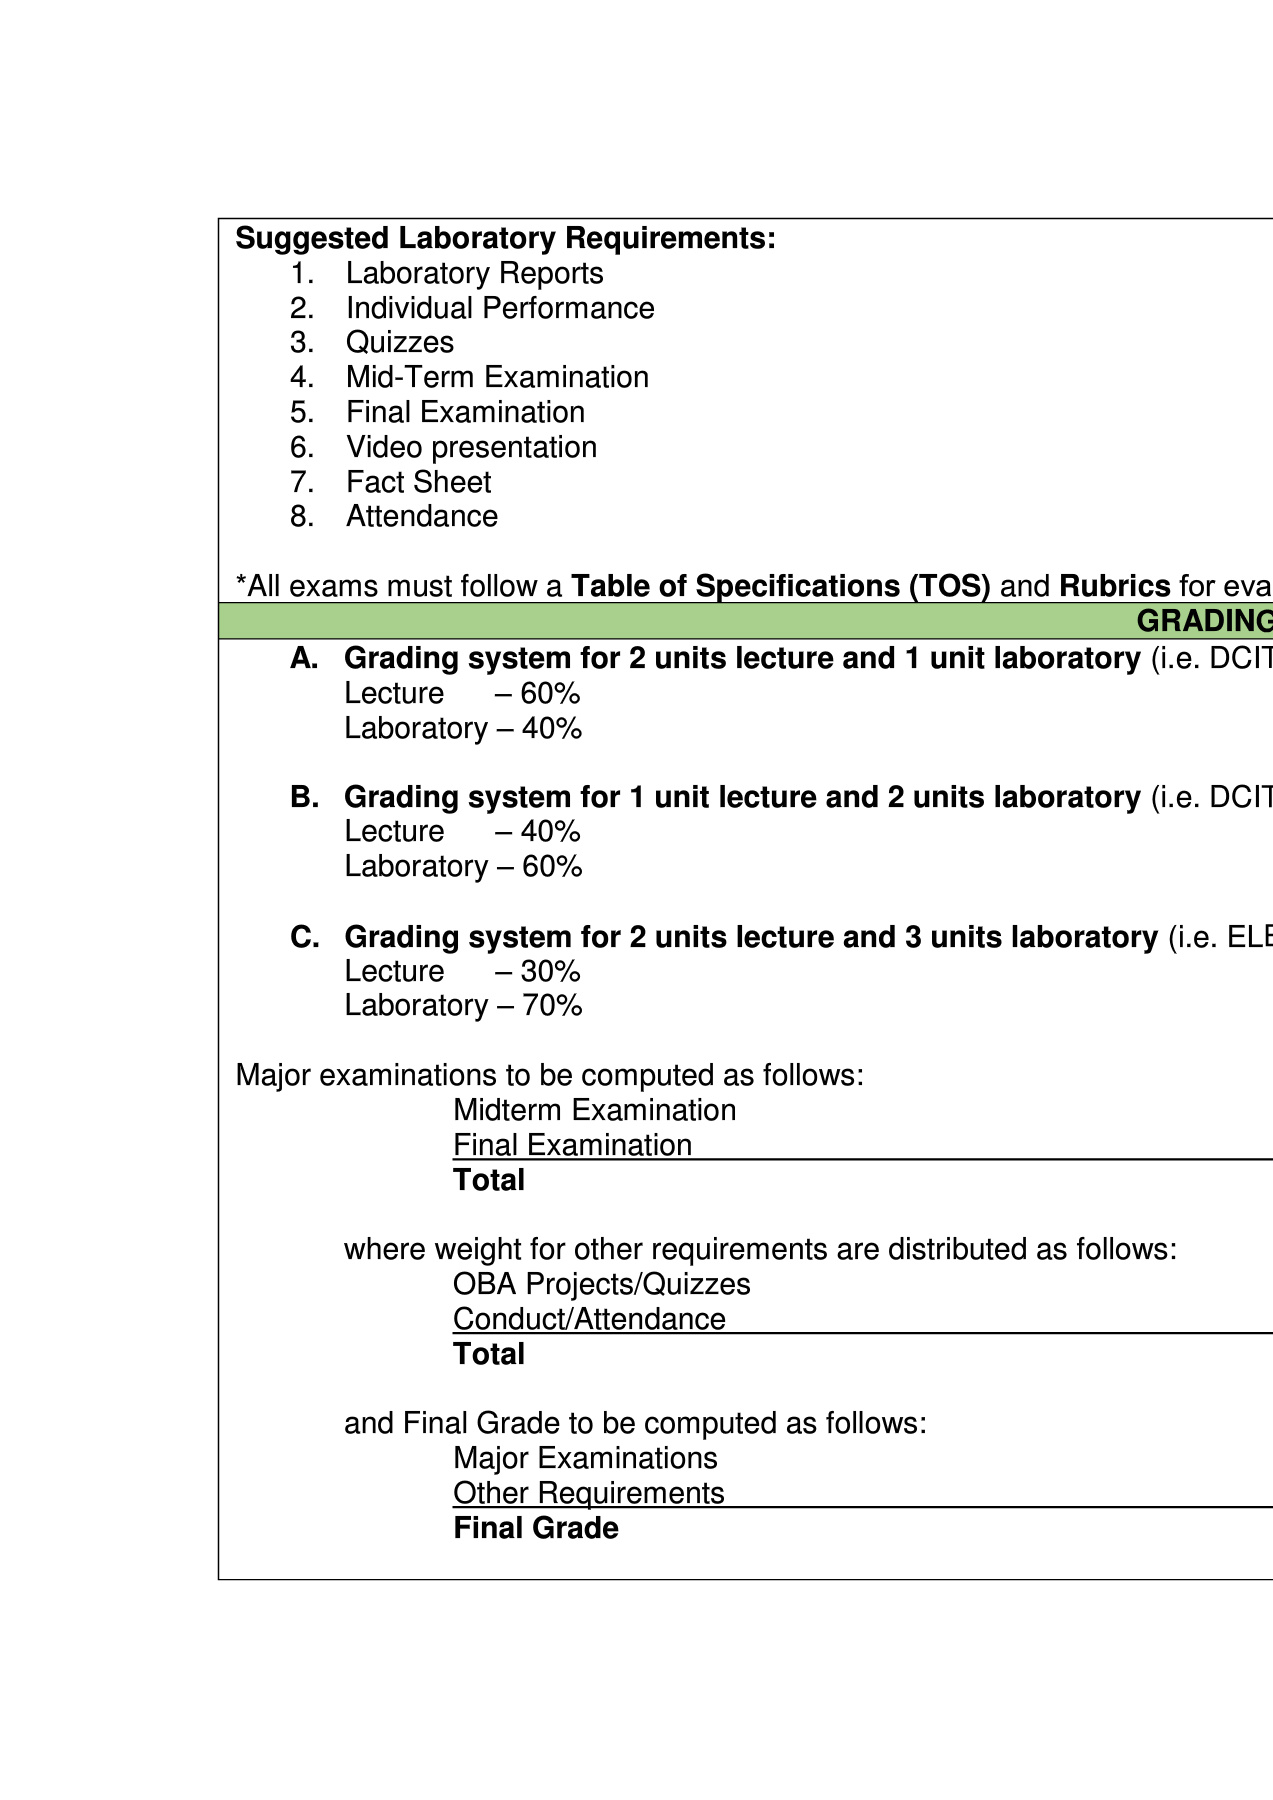 Suggested Laboratory Requirements:
1. Laboratory Reports
2. Individual Performance
3. Quizzes
4. Mid-Term Examination
5. Final Examination
6. Video presentation
7. Fact Sheet
8. Attendance
*All exams must follow a Table of Specifications (TOS) and Rubrics for eva
GRADING
A. Grading system for 2 units lecture and 1 unit laboratory (i.e. DCIT
Lecture – 60%
Laboratory – 40%
B. Grading system for 1 unit lecture and 2 units laboratory (i.e. DCIT
Lecture – 40%
Laboratory – 60%
C. Grading system for 2 units lecture and 3 units laboratory (i.e. ELE
Lecture – 30%
Laboratory – 70%
Major examinations to be computed as follows:
Midterm Examination
Final Examination
Total
where weight for other requirements are distributed as follows:
OBA Projects/Quizzes
Conduct/Attendance
Total
and Final Grade to be computed as follows:
Major Examinations
Other Requirements
Final Grade